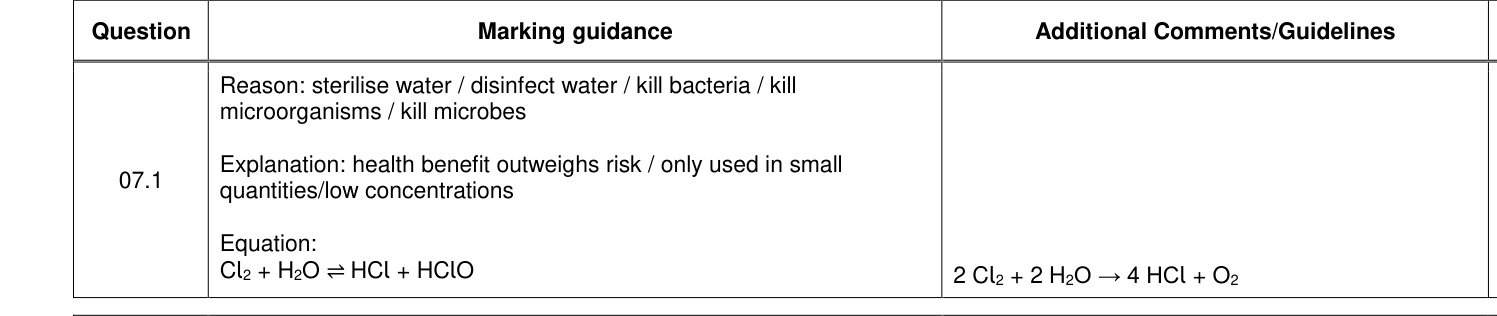 Question Marking guidance Additional Comments/Guidelines
Reason: sterilise water / disinfect water / kill bacteria / kill
microorganisms / kill microbes
Explanation: health benefit outweighs risk / only used in small
07.1
quantities/low concentrations
Equation:
Cl₂ + H₂O ⇌ HCl + HClO
2 Cl₂ + 2 H₂O → 4 HCl + O₂